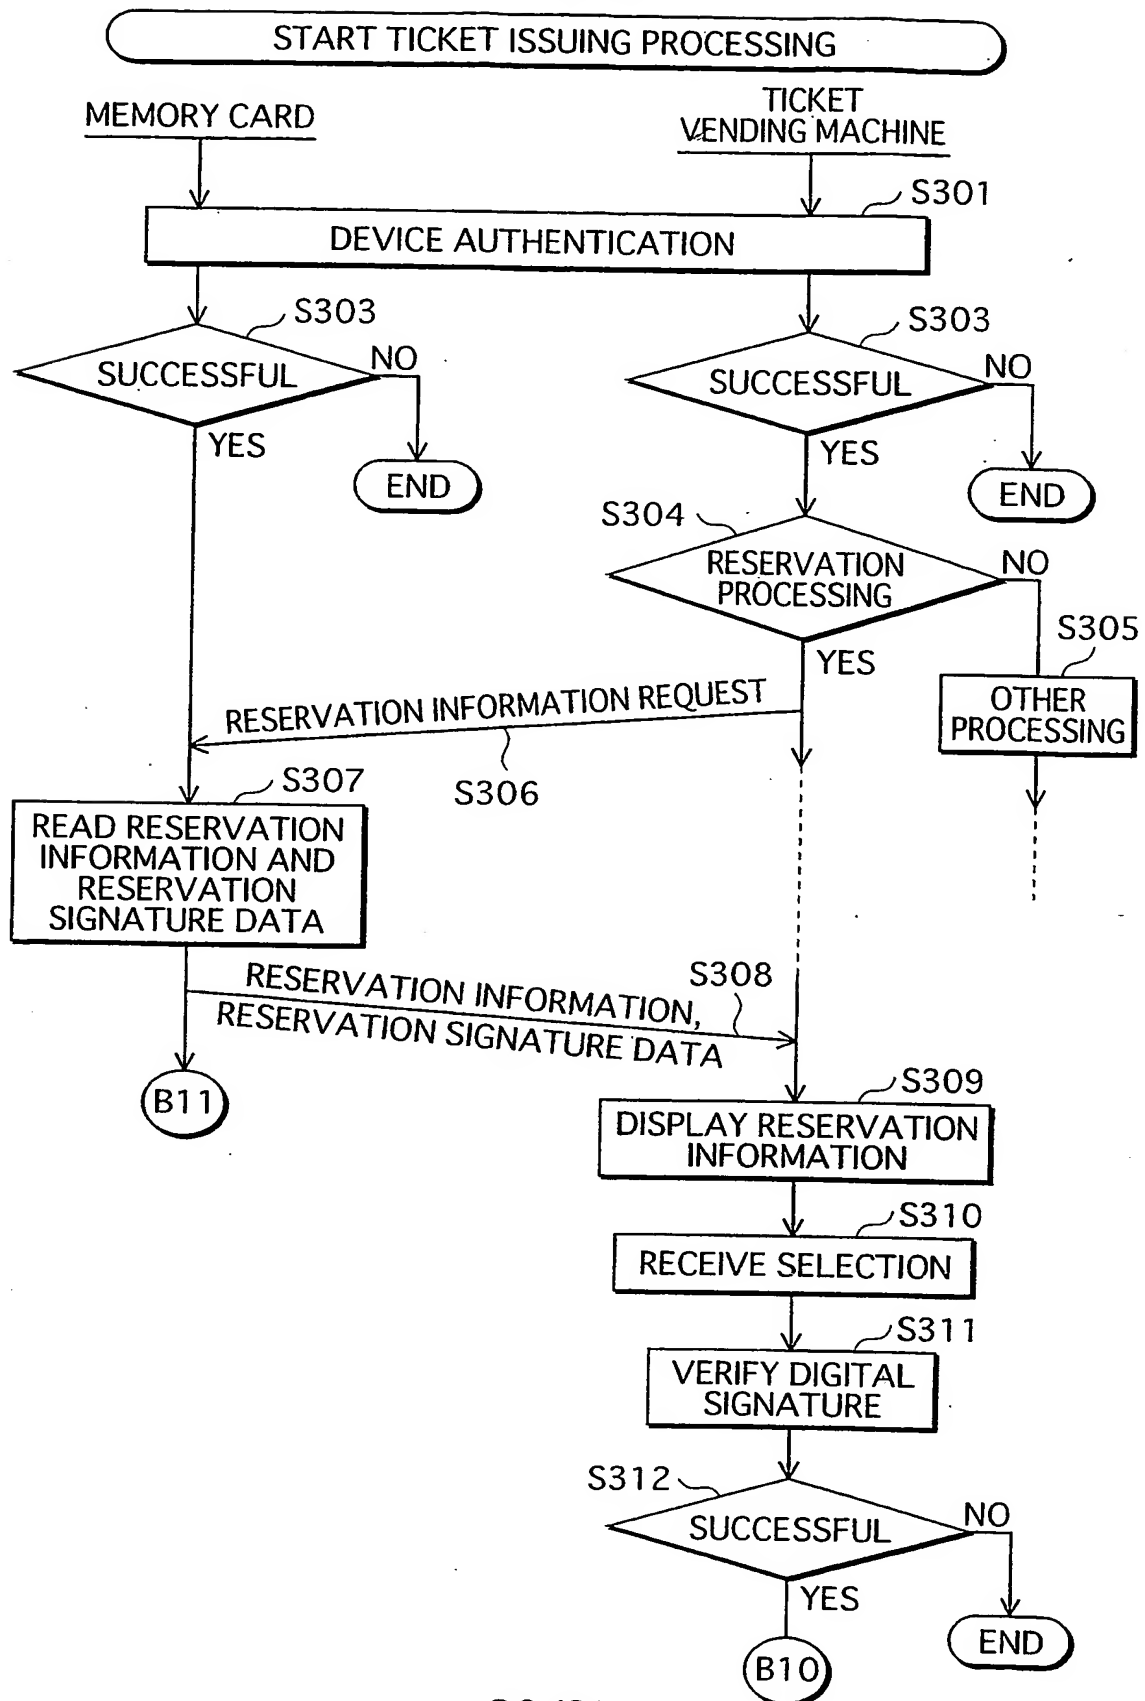 START TICKET ISSUING PROCESSING
MEMORY CARD
TICKET
VENDING MACHINE
S301
DEVICE AUTHENTICATION
S303
SUCCESSFUL
NO
YES
END
S303
SUCCESSFUL
NO
YES
END
S304
RESERVATION
PROCESSING
NO
YES
S305
OTHER
PROCESSING
RESERVATION INFORMATION REQUEST
S306
S307
READ RESERVATION
INFORMATION AND
RESERVATION
SIGNATURE DATA
S308
RESERVATION INFORMATION,
RESERVATION SIGNATURE DATA
B11
S309
DISPLAY RESERVATION
INFORMATION
S310
RECEIVE SELECTION
S311
VERIFY DIGITAL
SIGNATURE
S312
SUCCESSFUL
NO
YES
END
B10